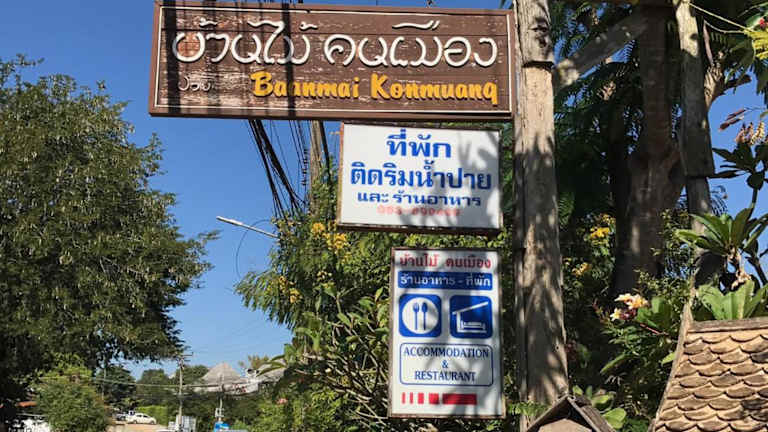 บ้านไม้ คนเมือง
ของ
Baanmai Konmuang
ที่พัก
ติดริมน้ำปาย
และร้านอาหาร
บ้านไม้ คนเมือง
ร้านอาหาร - ที่พัก
ACCOMMODATION
&
RESTAURANT